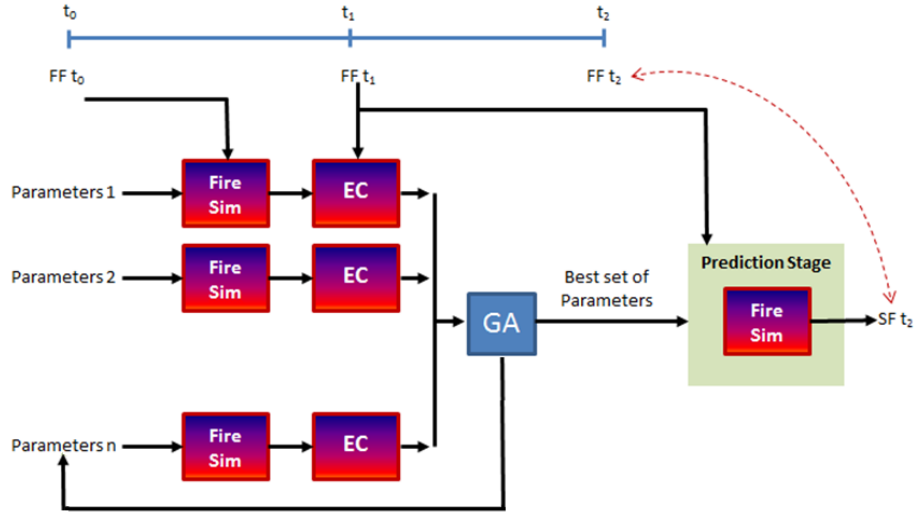 t0 t1 t2
FF t0 FF t1 FF t2
Parameters 1 Fire Sim EC
Parameters 2 Fire Sim EC
Best set of Parameters
Prediction Stage
GA
Fire Sim
SF t2
Parameters n Fire Sim EC